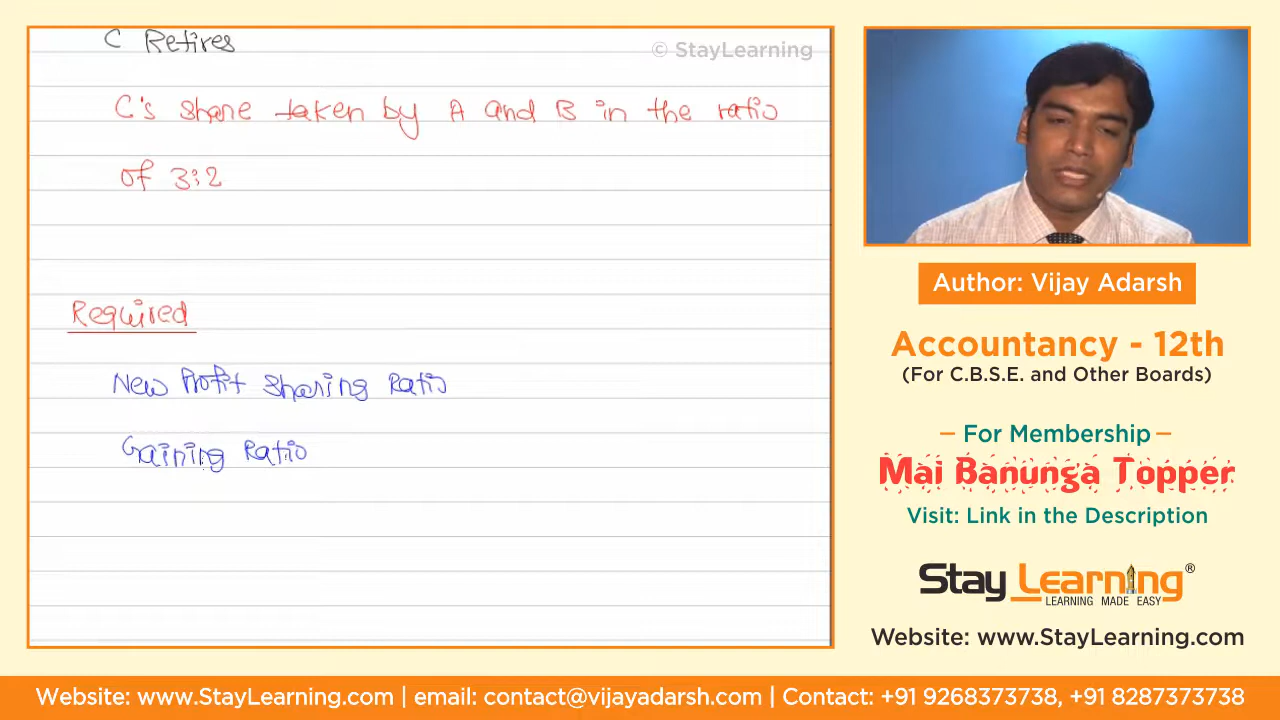 C Retires
© StayLearning
C's share taken by A and B in the ratio
of 3:2
Required
New Profit Sharing Ratio
Gaining Ratio
Author: Vijay Adarsh
Accountancy - 12th
(For C.B.S.E. and Other Boards)
— For Membership —
Mai Banunga Topper
Visit: Link in the Description
Stay Learning®
LEARNING MADE EASY
Website: www.StayLearning.com
Website: www.StayLearning.com | email: contact@vijayadarsh.com | Contact: +91 9268373738, +91 8287373738